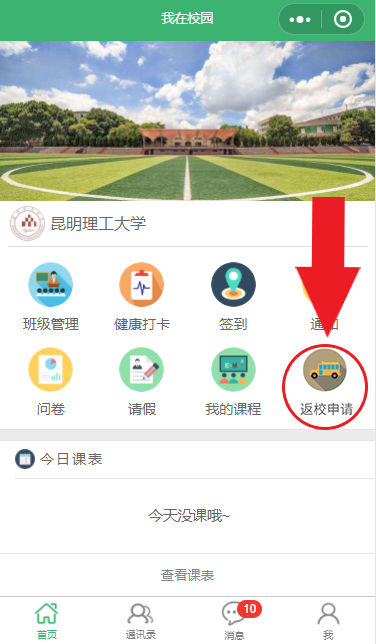 我在校园
昆明理工大学
班级管理 健康打卡 签到 通知
问卷 请假 我的课程 返校申请
今日课表
今天没课哦~
查看课表
10
首页 通讯录 消息 我